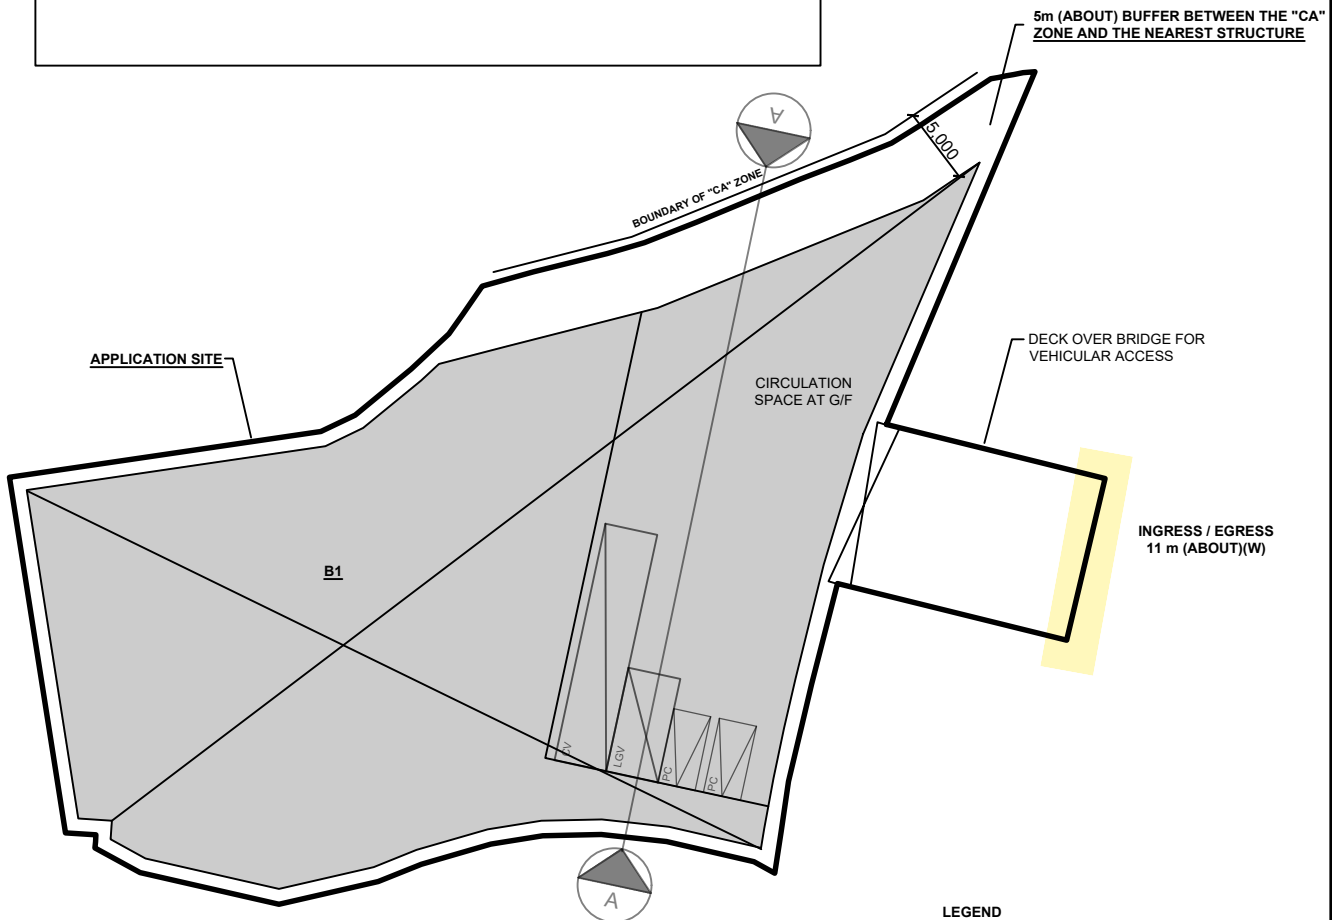 5m (ABOUT) BUFFER BETWEEN THE "CA"
ZONE AND THE NEAREST STRUCTURE
A
5,000
BOUNDARY OF "CA" ZONE
DECK OVER BRIDGE FOR
VEHICULAR ACCESS
APPLICATION SITE
CIRCULATION
SPACE AT G/F
INGRESS / EGRESS
11 m (ABOUT)(W)
B1
LGV
PC
PC
A
LEGEND